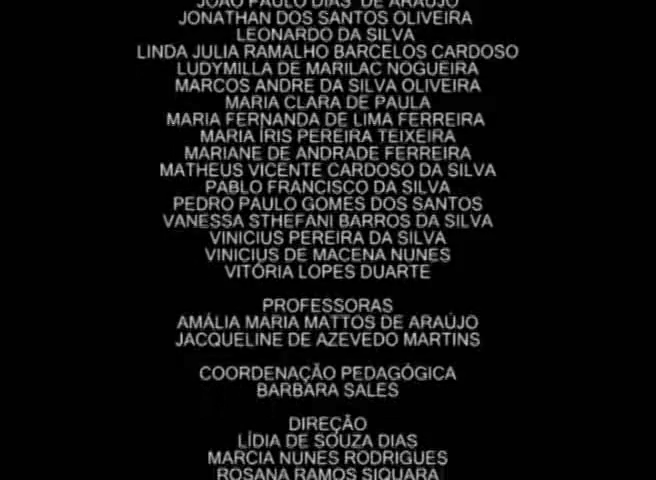 JOÃO PAULO DIAS DE ARAÚJO
JONATHAN DOS SANTOS OLIVEIRA
LEONARDO DA SILVA
LINDA JULIA RAMALHO BARCELOS CARDOSO
LUDYMILLA DE MARILAC NOGUEIRA
MARCOS ANDRE DA SILVA OLIVEIRA
MARIA CLARA DE PAULA
MARIA FERNANDA DE LIMA FERREIRA
MARIA ÍRIS PEREIRA TEIXEIRA
MARIANE DE ANDRADE FERREIRA
MATHEUS VICENTE CARDOSO DA SILVA
PABLO FRANCISCO DA SILVA
PEDRO PAULO GOMES DOS SANTOS
VANESSA STHEFANI BARROS DA SILVA
VINICIUS PEREIRA DA SILVA
VINICIUS DE MACENA NUNES
VITÓRIA LOPES DUARTE
PROFESSORAS
AMÁLIA MARIA MATTOS DE ARAÚJO
JACQUELINE DE AZEVEDO MARTINS
COORDENAÇÃO PEDAGÓGICA
BARBARA SALES
DIREÇÃO
LÍDIA DE SOUZA DIAS
MARCIA NUNES RODRIGUES
ROSANA RAMOS SIQUARA